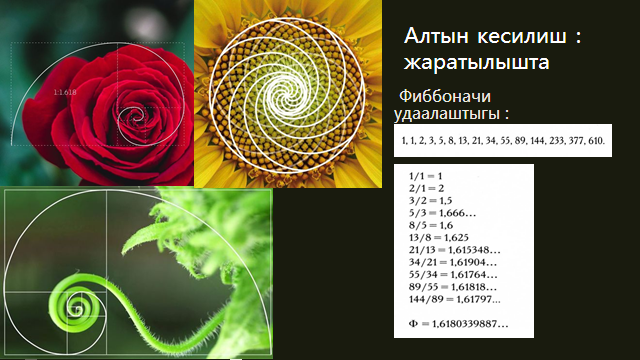 Алтын кесилиш :
жаратылышта
Фиббоначи
удаалаштыгы :
1, 1, 2, 3, 5, 8, 13, 21, 34, 55, 89, 144, 233, 377, 610.
1/1 = 1
2/1 = 2
3/2 = 1,5
5/3 = 1,666...
8/5 = 1,6
13/8 = 1,625
21/13 = 1,615348...
34/21 = 1,61904...
55/34 = 1,61764...
89/55 = 1,61818...
144/89 = 1,61797...
Ф = 1,6180339887...
1:1.618